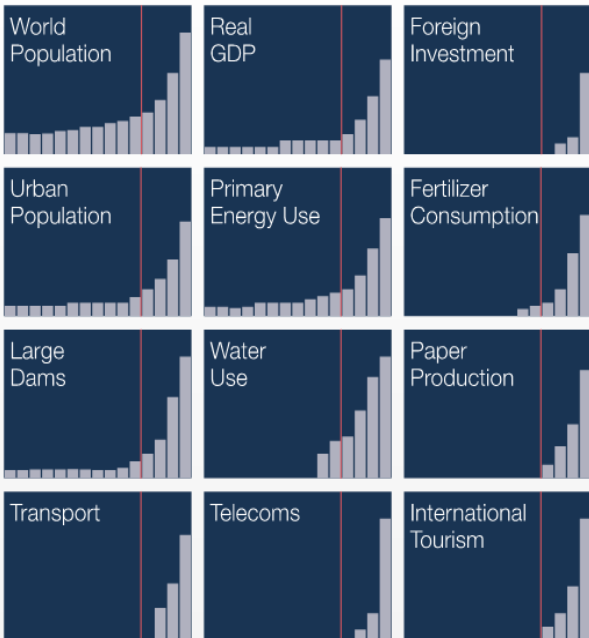 World
Population
Real
GDP
Foreign
Investment
Urban
Population
Primary
Energy Use
Fertilizer
Consumption
Large
Dams
Water
Use
Paper
Production
Transport
Telecoms
International
Tourism